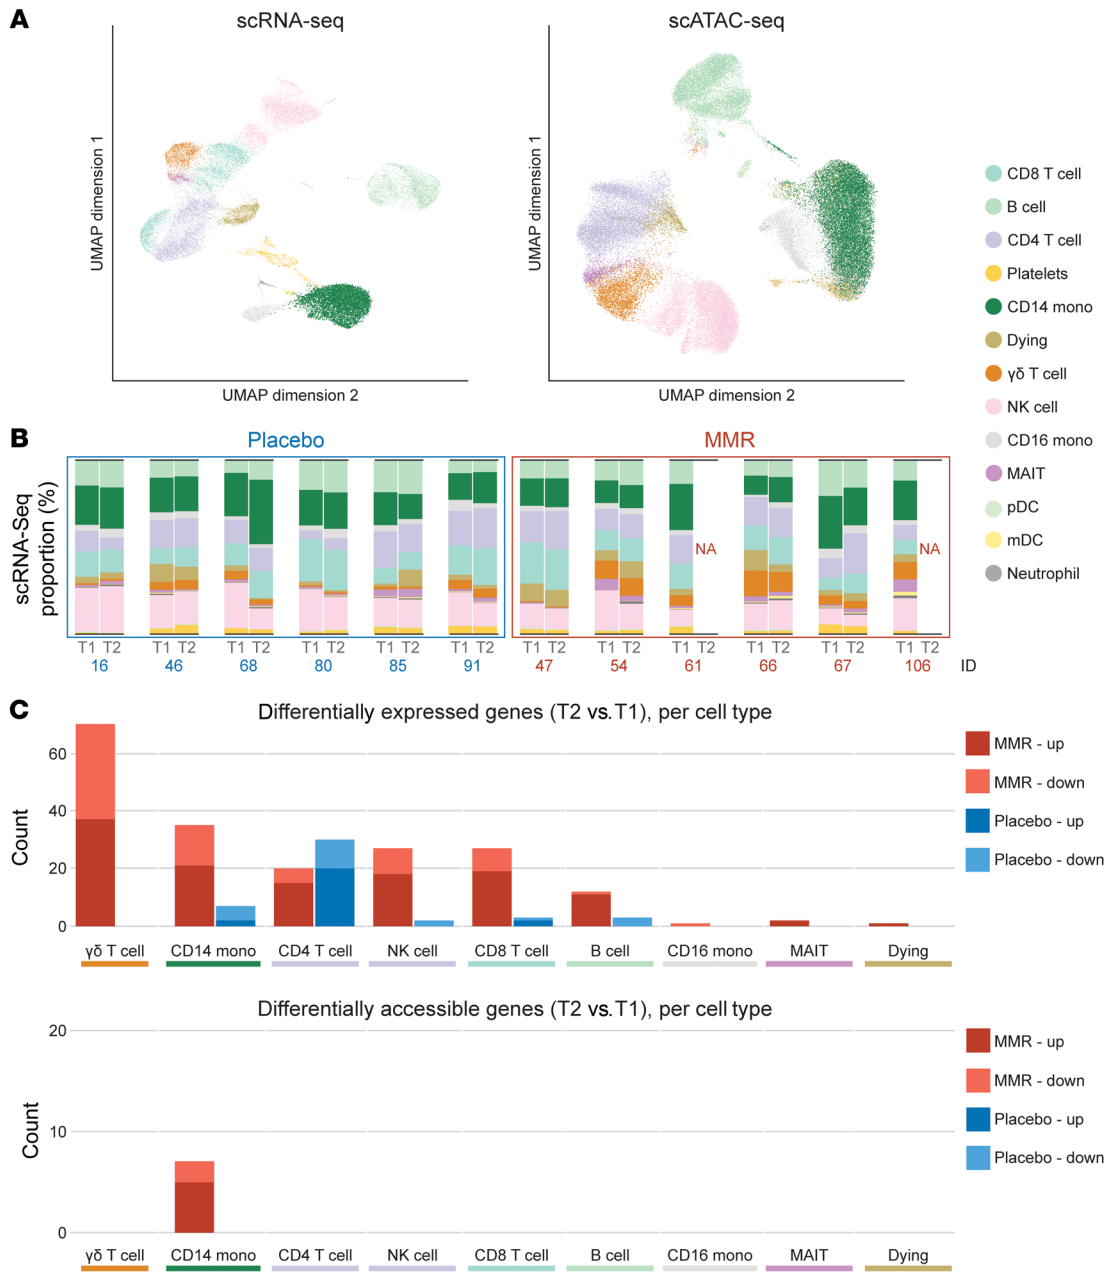 A
scRNA-seq
scATAC-seq
UMAP dimension 1
UMAP dimension 2
UMAP dimension 1
UMAP dimension 2
CD8 T cell
B cell
CD4 T cell
Platelets
CD14 mono
Dying
γδ T cell
NK cell
CD16 mono
MAIT
pDC
mDC
Neutrophil
B
Placebo
MMR
scRNA-Seq
proportion (%)
NA
NA
T1 T2 T1 T2 T1 T2 T1 T2 T1 T2 T1 T2 T1 T2 T1 T2 T1 T2 T1 T2 T1 T2 T1 T2
16 46 68 80 85 91 47 54 61 66 67 106 ID
C
Differentially expressed genes (T2 vs. T1), per cell type
Count
60
40
20
0
γδ T cell CD14 mono CD4 T cell NK cell CD8 T cell B cell CD16 mono MAIT Dying
MMR - up
MMR - down
Placebo - up
Placebo - down
Differentially accessible genes (T2 vs. T1), per cell type
Count
20
10
0
γδ T cell CD14 mono CD4 T cell NK cell CD8 T cell B cell CD16 mono MAIT Dying
MMR - up
MMR - down
Placebo - up
Placebo - down